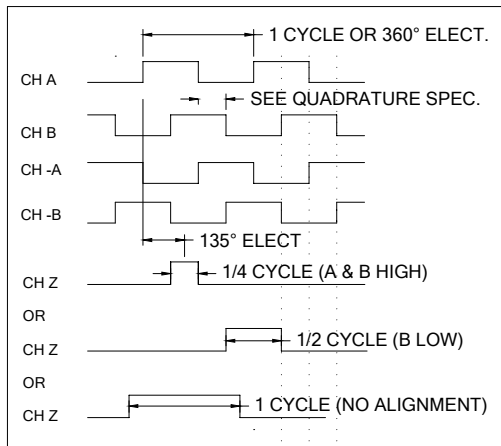 1 CYCLE OR 360° ELECT.
CH A
SEE QUADRATURE SPEC.
CH B
CH -A
CH -B
135° ELECT
CH Z
1/4 CYCLE (A & B HIGH)
OR
CH Z
1/2 CYCLE (B LOW)
OR
CH Z
1 CYCLE (NO ALIGNMENT)